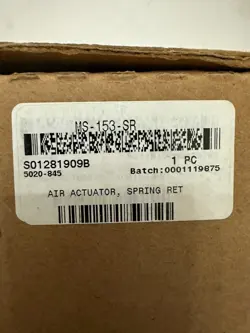 MS-153-SR
S01281909B
1 PC
5020-845
Batch:0001119875
AIR ACTUATOR, SPRING RET